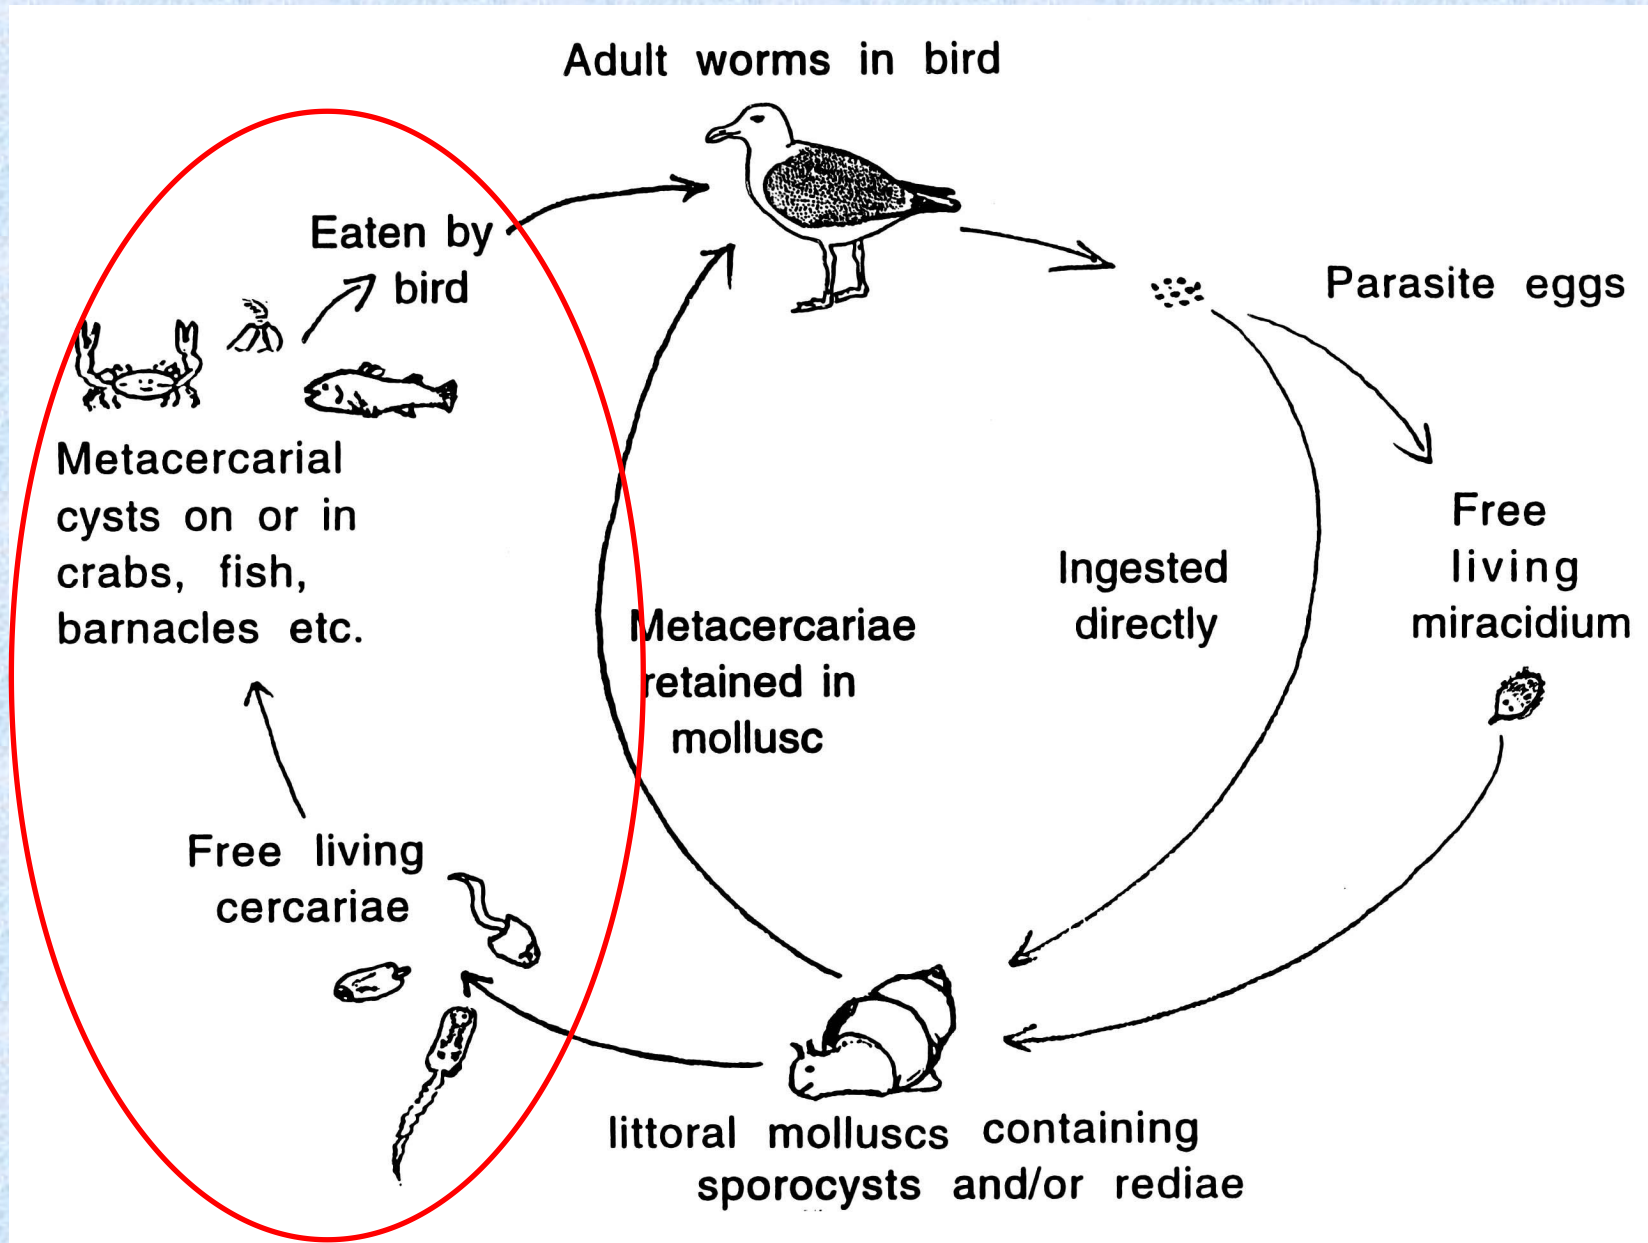 Adult worms in bird
Eaten by
bird
Parasite eggs
Metacercarial
cysts on or in
crabs, fish,
barnacles etc.
Free
living
miracidium
Ingested
directly
Metacercariae
retained in
mollusc
Free living
cercariae
littoral molluscs containing
sporocysts and/or rediae